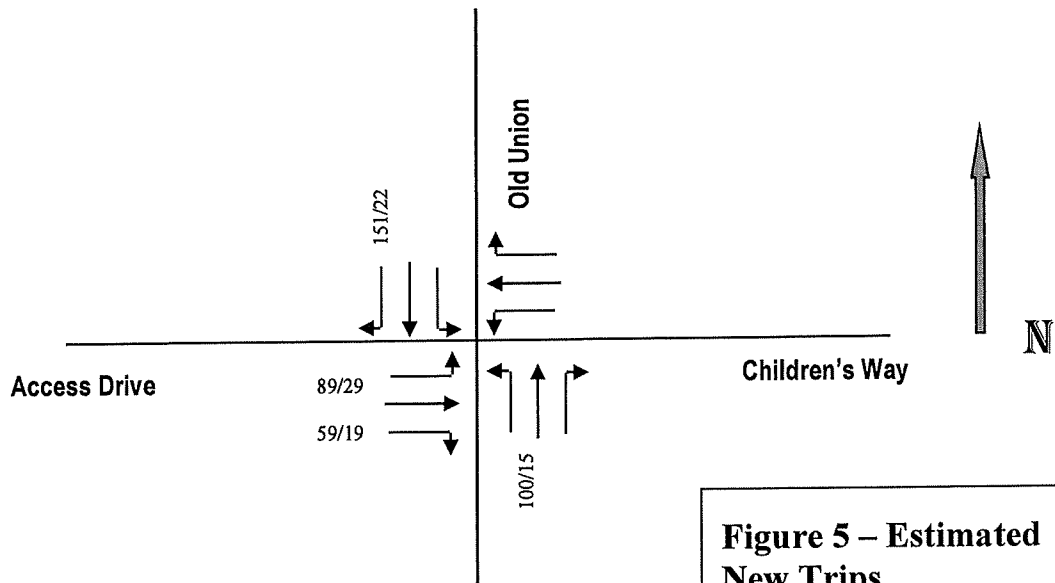 Old Union
151/22
N
Children's Way
Access Drive
89/29
59/19
100/15
Figure 5 – Estimated
New Trips